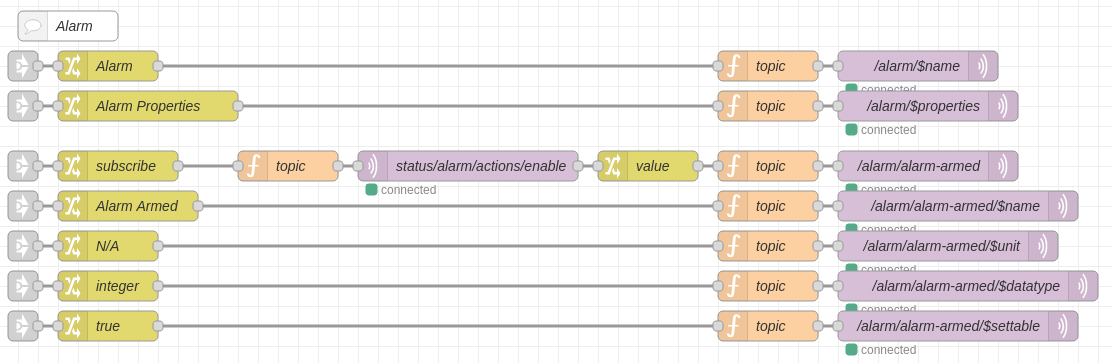 Alarm
Alarm topic /alarm/$name
connected
Alarm Properties topic /alarm/$properties
connected
subscribe topic status/alarm/actions/enable value topic /alarm/alarm-armed
connected connected
Alarm Armed topic /alarm/alarm-armed/$name
connected
N/A topic /alarm/alarm-armed/$unit
connected
integer topic /alarm/alarm-armed/$datatype
connected
true topic /alarm/alarm-armed/$settable
connected